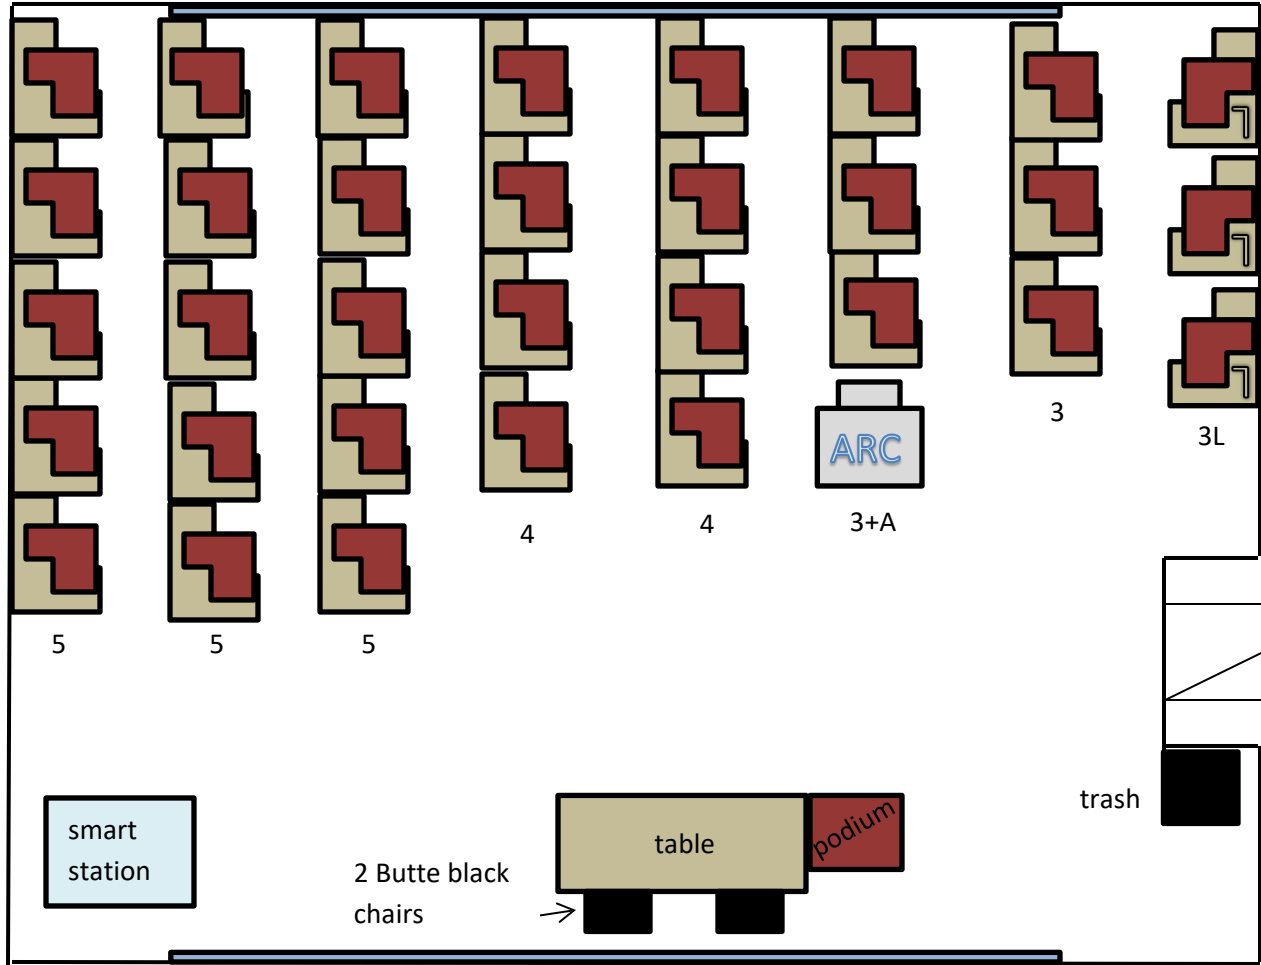 ARC
3
3L
4
4
3+A
5
5
5
smart
station
table
podium
trash
2 Butte black
chairs